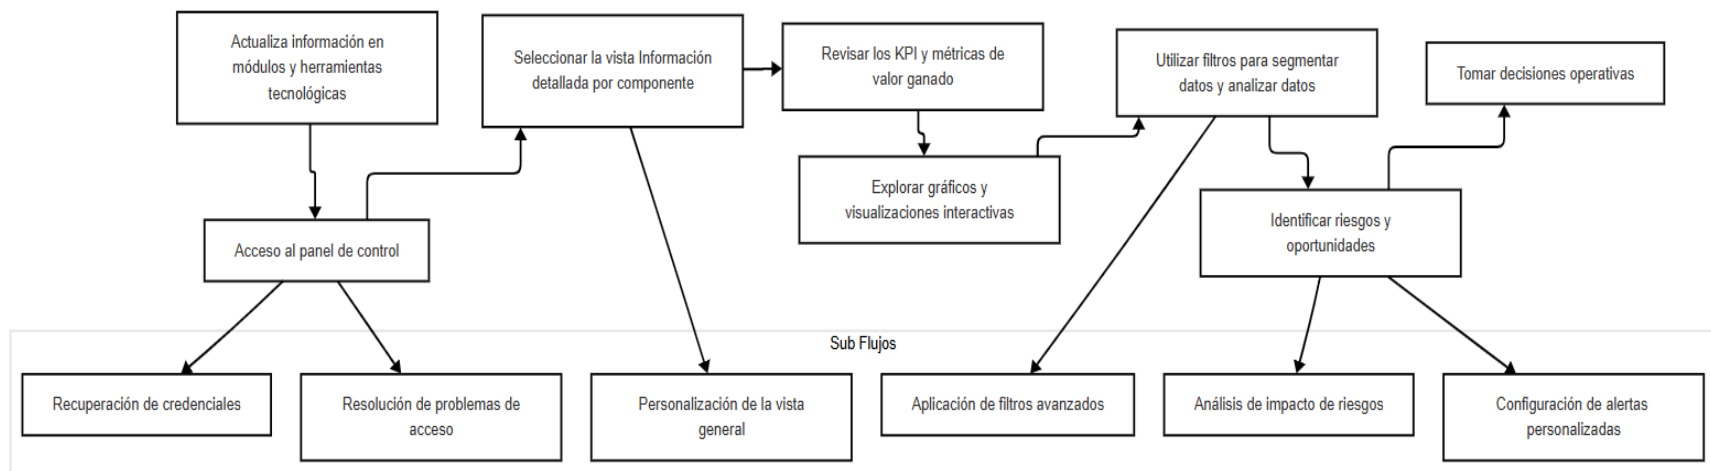 Actualiza información en
módulos y herramientas
tecnológicas
Seleccionar la vista Información
detallada por componente
Revisar los KPI y métricas de
valor ganado
Utilizar filtros para segmentar
datos y analizar datos
Tomar decisiones operativas
Explorar gráficos y
visualizaciones interactivas
Identificar riesgos y
oportunidades
Acceso al panel de control
Sub Flujos
Recuperación de credenciales
Resolución de problemas de
acceso
Personalización de la vista
general
Aplicación de filtros avanzados
Análisis de impacto de riesgos
Configuración de alertas
personalizadas